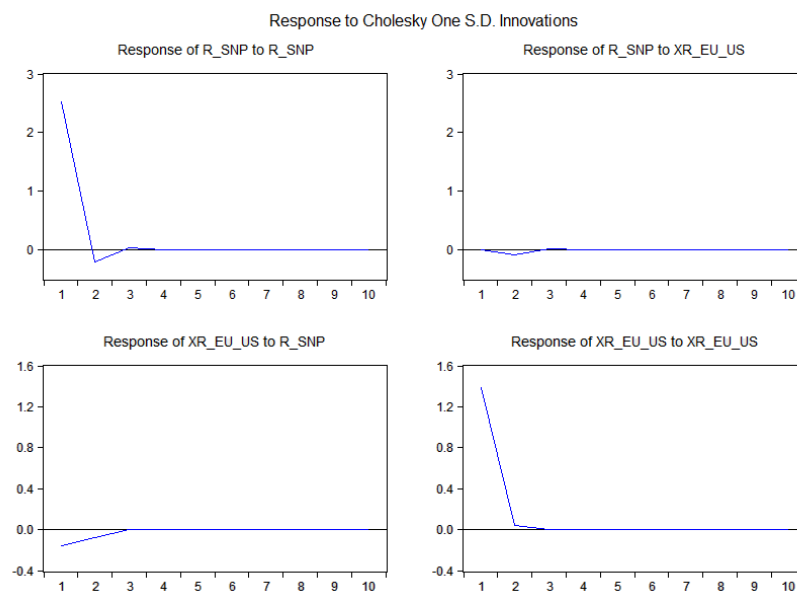 Response to Cholesky One S.D. Innovations
Response of R_SNP to R_SNP
3
2
1
0
1 2 3 4 5 6 7 8 9 10
Response of R_SNP to XR_EU_US
3
2
1
0
1 2 3 4 5 6 7 8 9 10
Response of XR_EU_US to R_SNP
1.6
1.2
0.8
0.4
0.0
-0.4
1 2 3 4 5 6 7 8 9 10
Response of XR_EU_US to XR_EU_US
1.6
1.2
0.8
0.4
0.0
-0.4
1 2 3 4 5 6 7 8 9 10